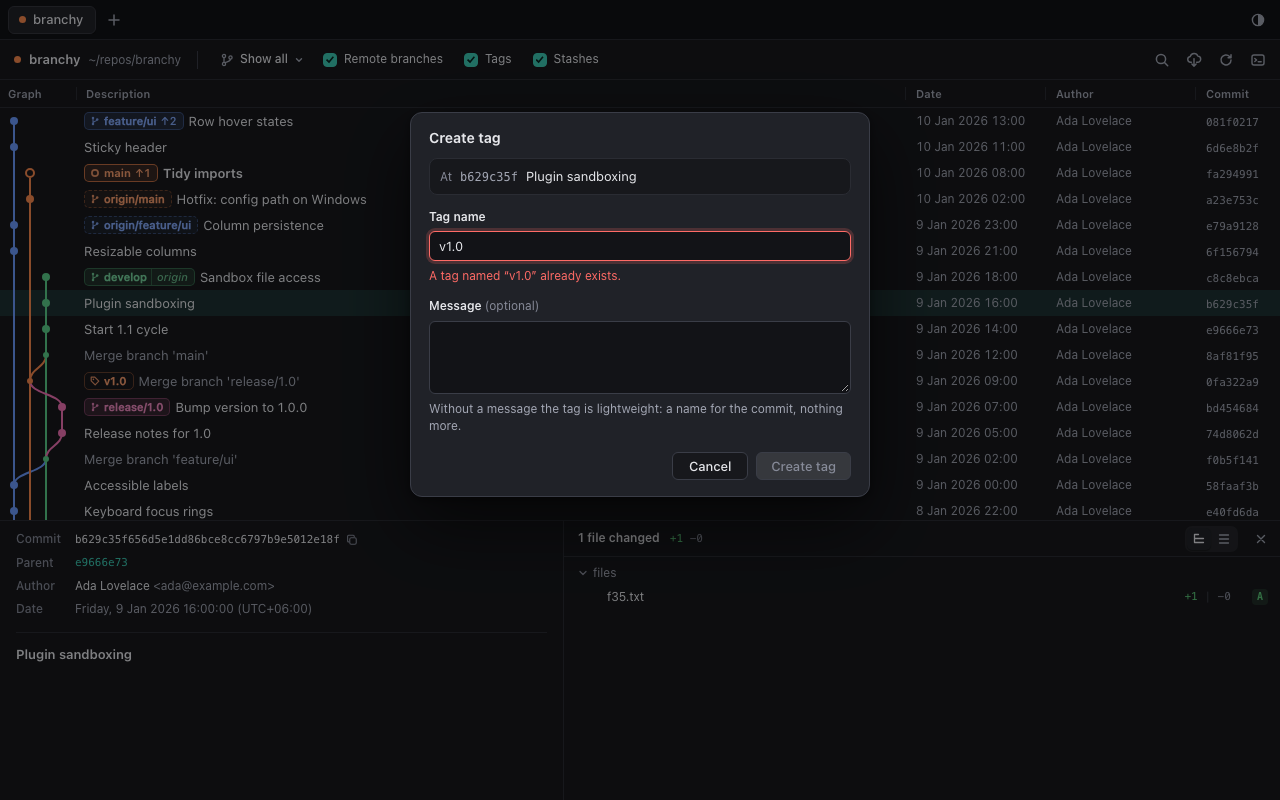 branchy
branchy ~/repos/branchy Show all Remote branches Tags Stashes
Graph Description Date Author Commit
feature/ui ↑2 Row hover states 10 Jan 2026 13:00 Ada Lovelace 081f0217
Sticky header 10 Jan 2026 11:00 Ada Lovelace 6d6e8b2f
main ↑1 Tidy imports 10 Jan 2026 08:00 Ada Lovelace fa294991
origin/main Hotfix: config path on Windows 10 Jan 2026 02:00 Ada Lovelace a23e753c
origin/feature/ui Column persistence 9 Jan 2026 23:00 Ada Lovelace e79a9128
Resizable columns 9 Jan 2026 21:00 Ada Lovelace 6f156794
develop origin Sandbox file access 9 Jan 2026 18:00 Ada Lovelace c8c8ebca
Plugin sandboxing 9 Jan 2026 16:00 Ada Lovelace b629c35f
Start 1.1 cycle 9 Jan 2026 14:00 Ada Lovelace e9666e73
Merge branch 'main' 9 Jan 2026 12:00 Ada Lovelace 8af81f95
v1.0 Merge branch 'release/1.0' 9 Jan 2026 09:00 Ada Lovelace 0fa322a9
release/1.0 Bump version to 1.0.0 9 Jan 2026 07:00 Ada Lovelace bd454684
Release notes for 1.0 9 Jan 2026 05:00 Ada Lovelace 74d8062d
Merge branch 'feature/ui' 9 Jan 2026 02:00 Ada Lovelace f0b5f141
Accessible labels 9 Jan 2026 00:00 Ada Lovelace 58faaf3b
Keyboard focus rings 8 Jan 2026 22:00 Ada Lovelace e40fd6da
Create tag
At b629c35f Plugin sandboxing
Tag name
v1.0
A tag named “v1.0” already exists.
Message (optional)
Without a message the tag is lightweight: a name for the commit, nothing
more.
Cancel Create tag
Commit b629c35f656d5e1dd86bce8cc6797b9e5012e18f
Parent e9666e73
Author Ada Lovelace <ada@example.com>
Date Friday, 9 Jan 2026 16:00:00 (UTC+06:00)
Plugin sandboxing
1 file changed +1 −0
files
f35.txt +1 −0 A